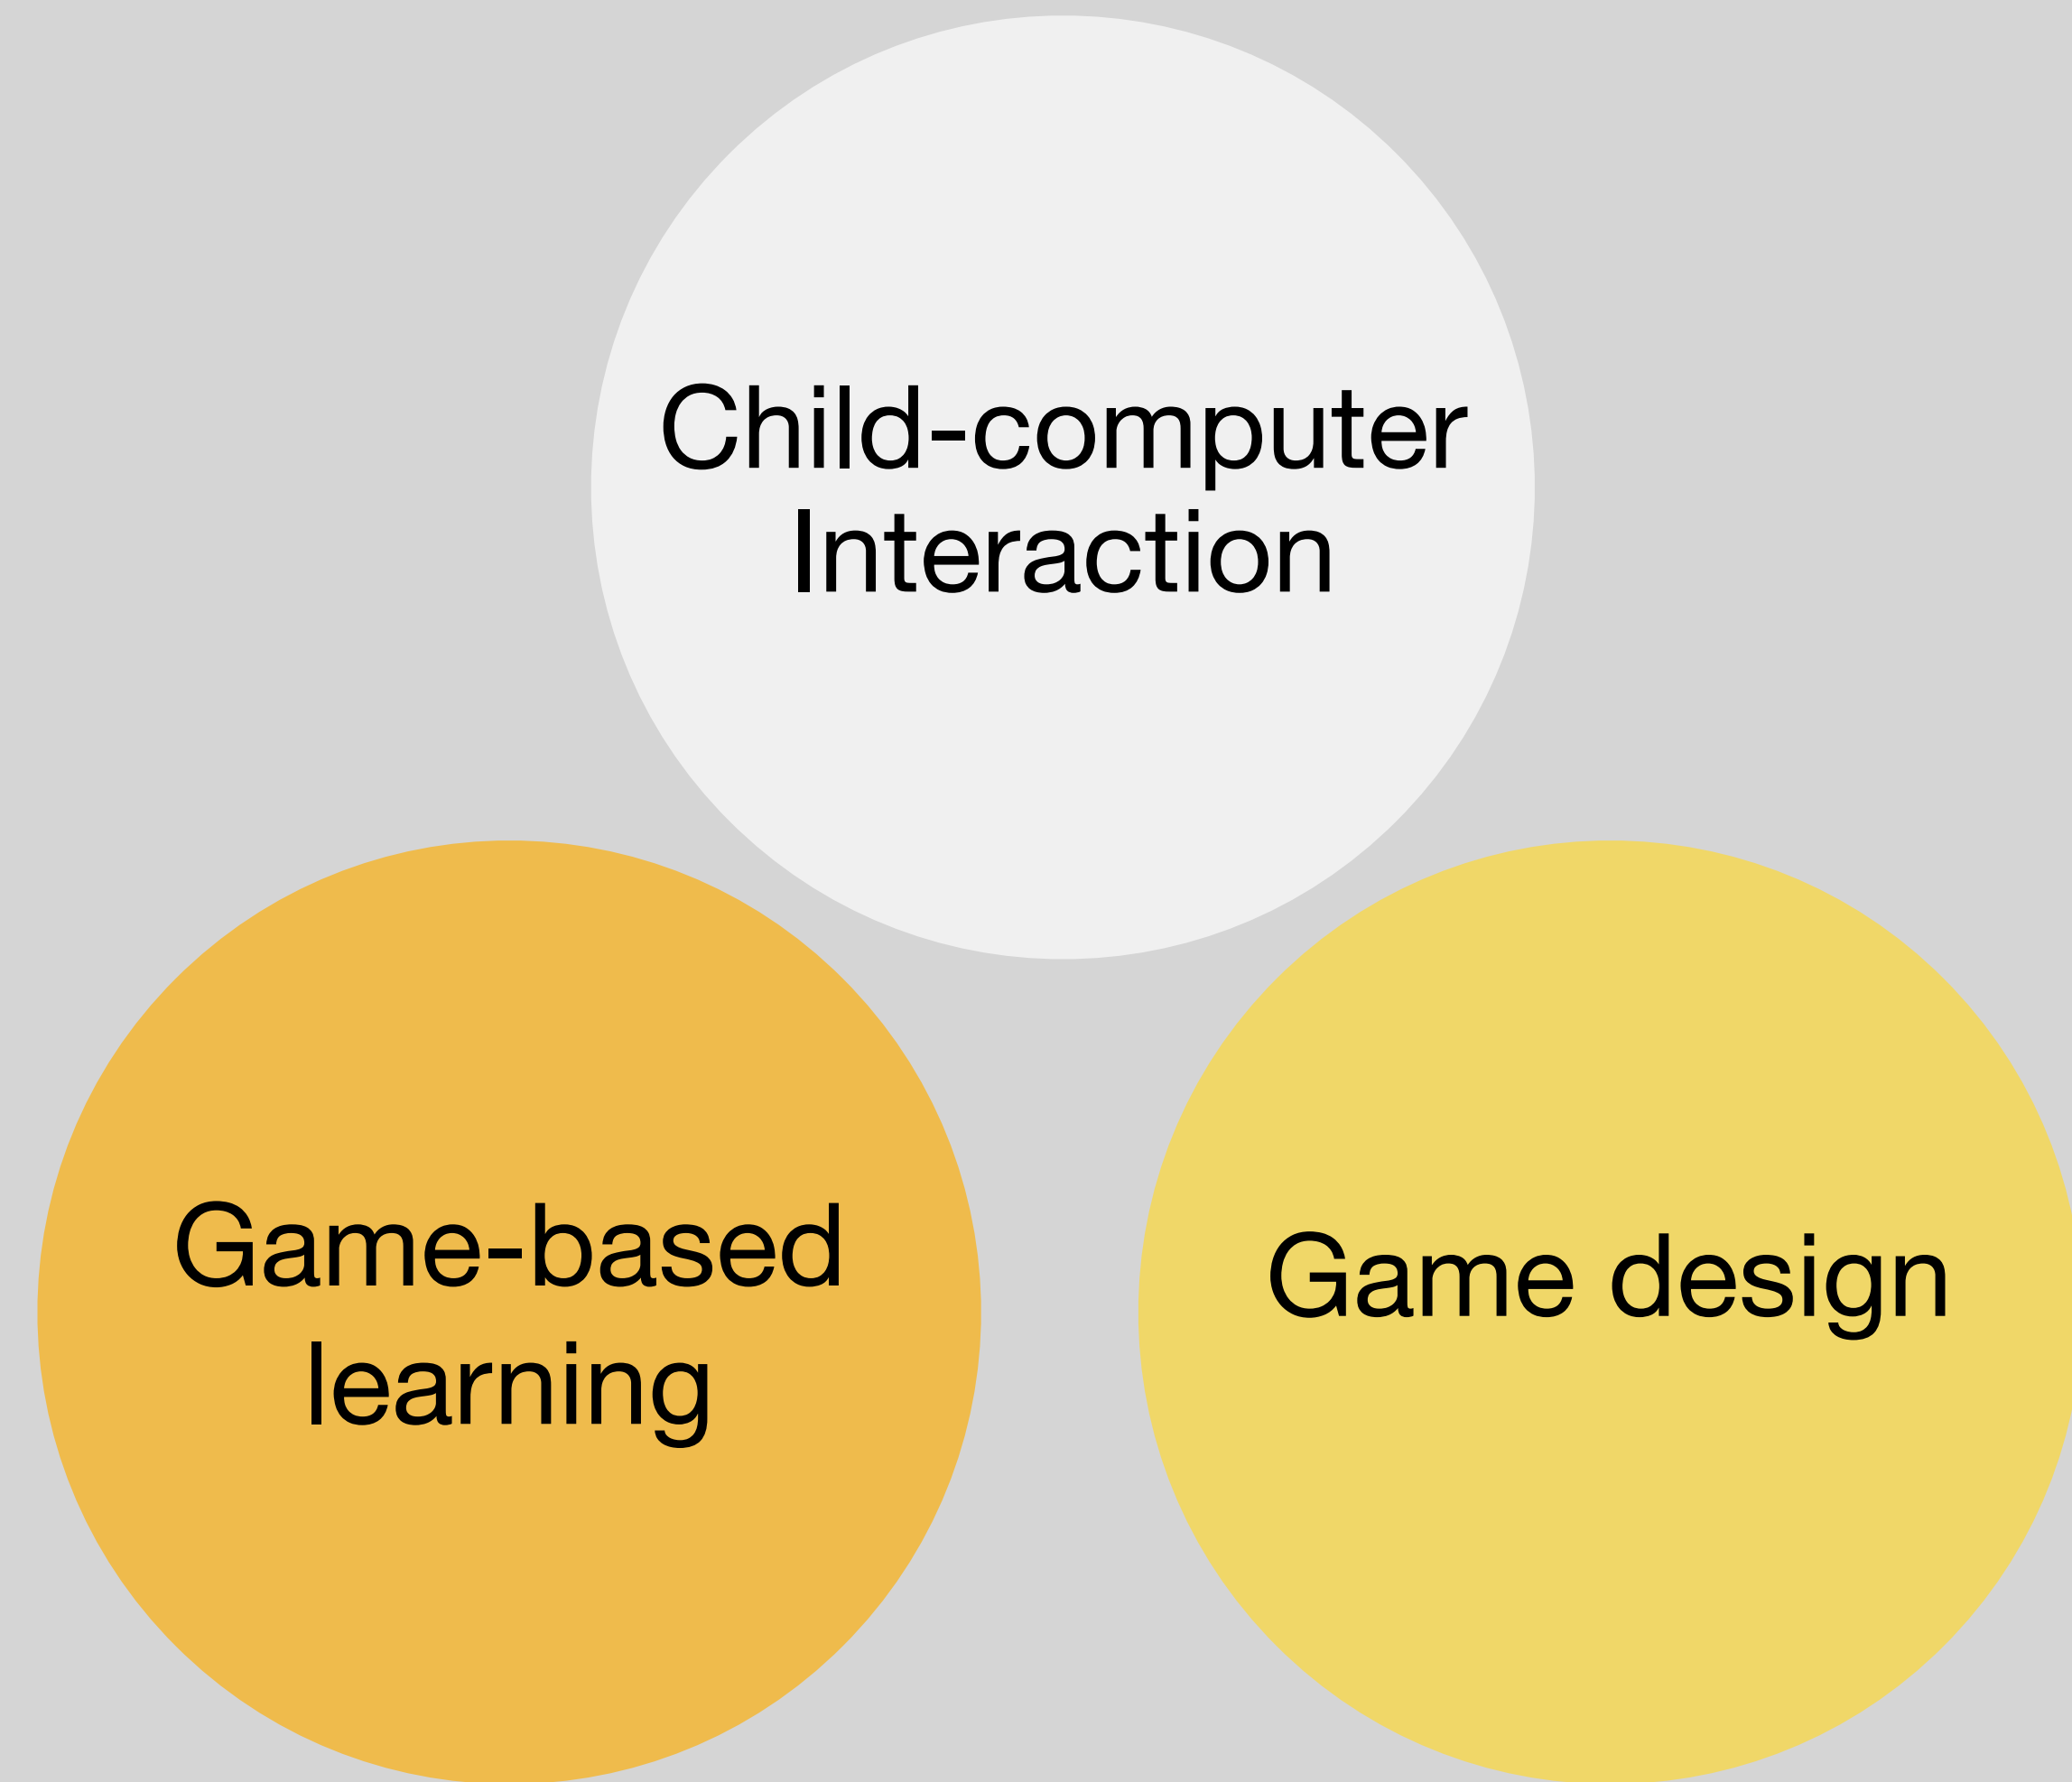 Child-computer
Interaction
Game-based
learning
Game design